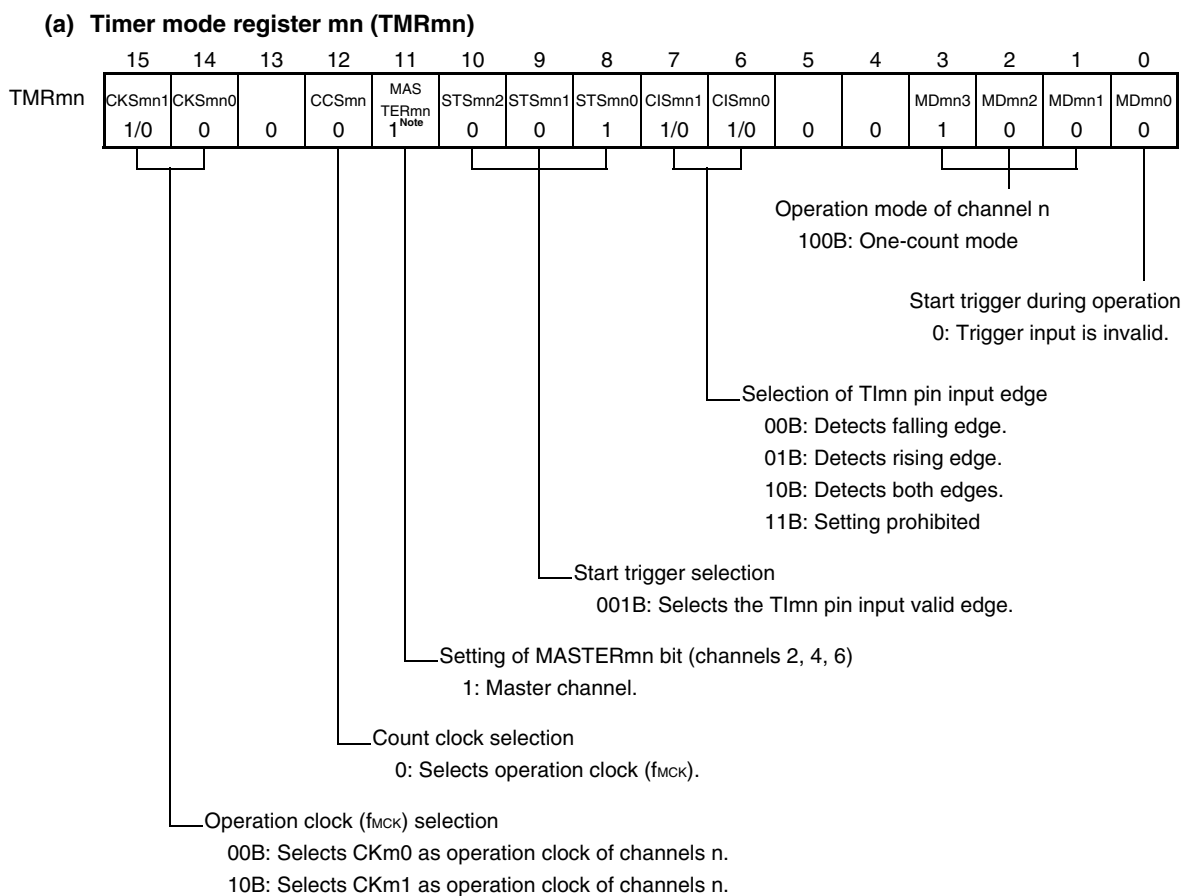 (a) Timer mode register mn (TMRmn)
15 14 13 12 11 10 9 8 7 6 5 4 3 2 1 0
TMRmn CKSmn1 CKSmn0 CCSmn MAS TERmn STSmn2 STSmn1 STSmn0 CISmn1 CISmn0 MDmn3 MDmn2 MDmn1 MDmn0
1/0 0 0 0 1Note 0 0 1 1/0 1/0 0 0 1 0 0 0
Operation mode of channel n
100B: One-count mode
Start trigger during operation
0: Trigger input is invalid.
Selection of TImn pin input edge
00B: Detects falling edge.
01B: Detects rising edge.
10B: Detects both edges.
11B: Setting prohibited
Start trigger selection
001B: Selects the TImn pin input valid edge.
Setting of MASTERmn bit (channels 2, 4, 6)
1: Master channel.
Count clock selection
0: Selects operation clock (fMCK).
Operation clock (fMCK) selection
00B: Selects CKm0 as operation clock of channels n.
10B: Selects CKm1 as operation clock of channels n.